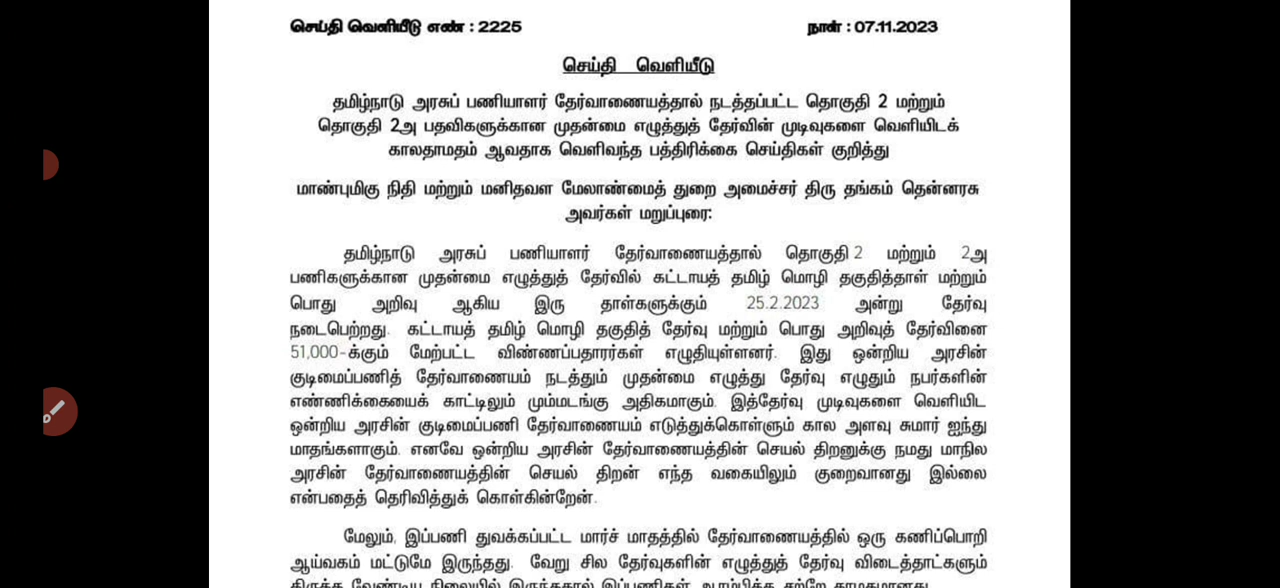 செய்தி வெளியீடு எண் : 2225 நாள் : 07.11.2023
செய்தி வெளியீடு
தமிழ்நாடு அரசுப் பணியாளர் தேர்வாணையத்தால் நடத்தப்பட்ட தொகுதி 2 மற்றும்
தொகுதி 2அ பதவிகளுக்கான முதன்மை எழுத்துத் தேர்வின் முடிவுகளை வெளியிடக்
காலதாமதம் ஆவதாக வெளிவந்த பத்திரிக்கை செய்திகள் குறித்து
மாண்புமிகு நிதி மற்றும் மனிதவள மேலாண்மைத் துறை அமைச்சர் திரு தங்கம் தென்னரசு
அவர்கள் மறுப்புரை:
தமிழ்நாடு அரசுப் பணியாளர் தேர்வாணையத்தால் தொகுதி 2 மற்றும் 2அ
பணிகளுக்கான முதன்மை எழுத்துத் தேர்வில் கட்டாயத் தமிழ் மொழி தகுதித்தாள் மற்றும்
பொது அறிவு ஆகிய இரு தாள்களுக்கும் 25.2.2023 அன்று தேர்வு
நடைபெற்றது. கட்டாயத் தமிழ் மொழி தகுதித் தேர்வு மற்றும் பொது அறிவுத் தேர்வினை
51,000-க்கும் மேற்பட்ட விண்ணப்பதாரர்கள் எழுதியுள்ளனர். இது ஒன்றிய அரசின்
குடிமைப்பணித் தேர்வாணையம் நடத்தும் முதன்மை எழுத்து தேர்வு எழுதும் நபர்களின்
எண்ணிக்கையைக் காட்டிலும் மும்மடங்கு அதிகமாகும். இத்தேர்வு முடிவுகளை வெளியிட
ஒன்றிய அரசின் குடிமைப்பணி தேர்வாணையம் எடுத்துக்கொள்ளும் கால அளவு சுமார் ஐந்து
மாதங்களாகும். எனவே ஒன்றிய அரசின் தேர்வாணையத்தின் செயல் திறனுக்கு நமது மாநில
அரசின் தேர்வாணையத்தின் செயல் திறன் எந்த வகையிலும் குறைவானது இல்லை
என்பதைத் தெரிவித்துக் கொள்கின்றேன்.
மேலும், இப்பணி துவக்கப்பட்ட மார்ச் மாதத்தில் தேர்வாணையத்தில் ஒரு கணிப்பொறி
ஆய்வகம் மட்டுமே இருந்தது. வேறு சில தேர்வுகளின் எழுத்துத் தேர்வு விடைத்தாட்களும்